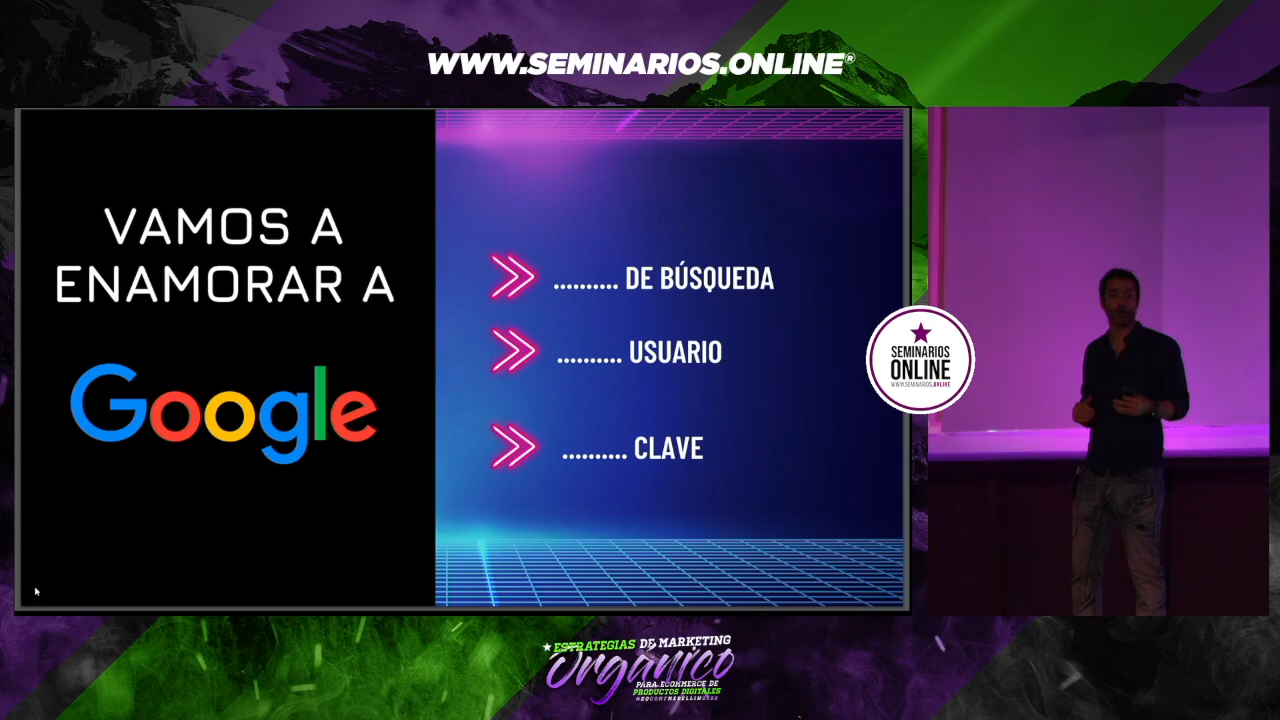 WWW.SEMINARIOS.ONLINE®
VAMOS A
ENAMORAR A
Google
.......... DE BÚSQUEDA
.......... USUARIO
.......... CLAVE
SEMINARIOS
ONLINE
WWW.SEMINARIOS.ONLINE
ESTRATEGIAS DE MARKETING
Orgánico
PARA ECOMMERCE DE
PRODUCTOS DIGITALES